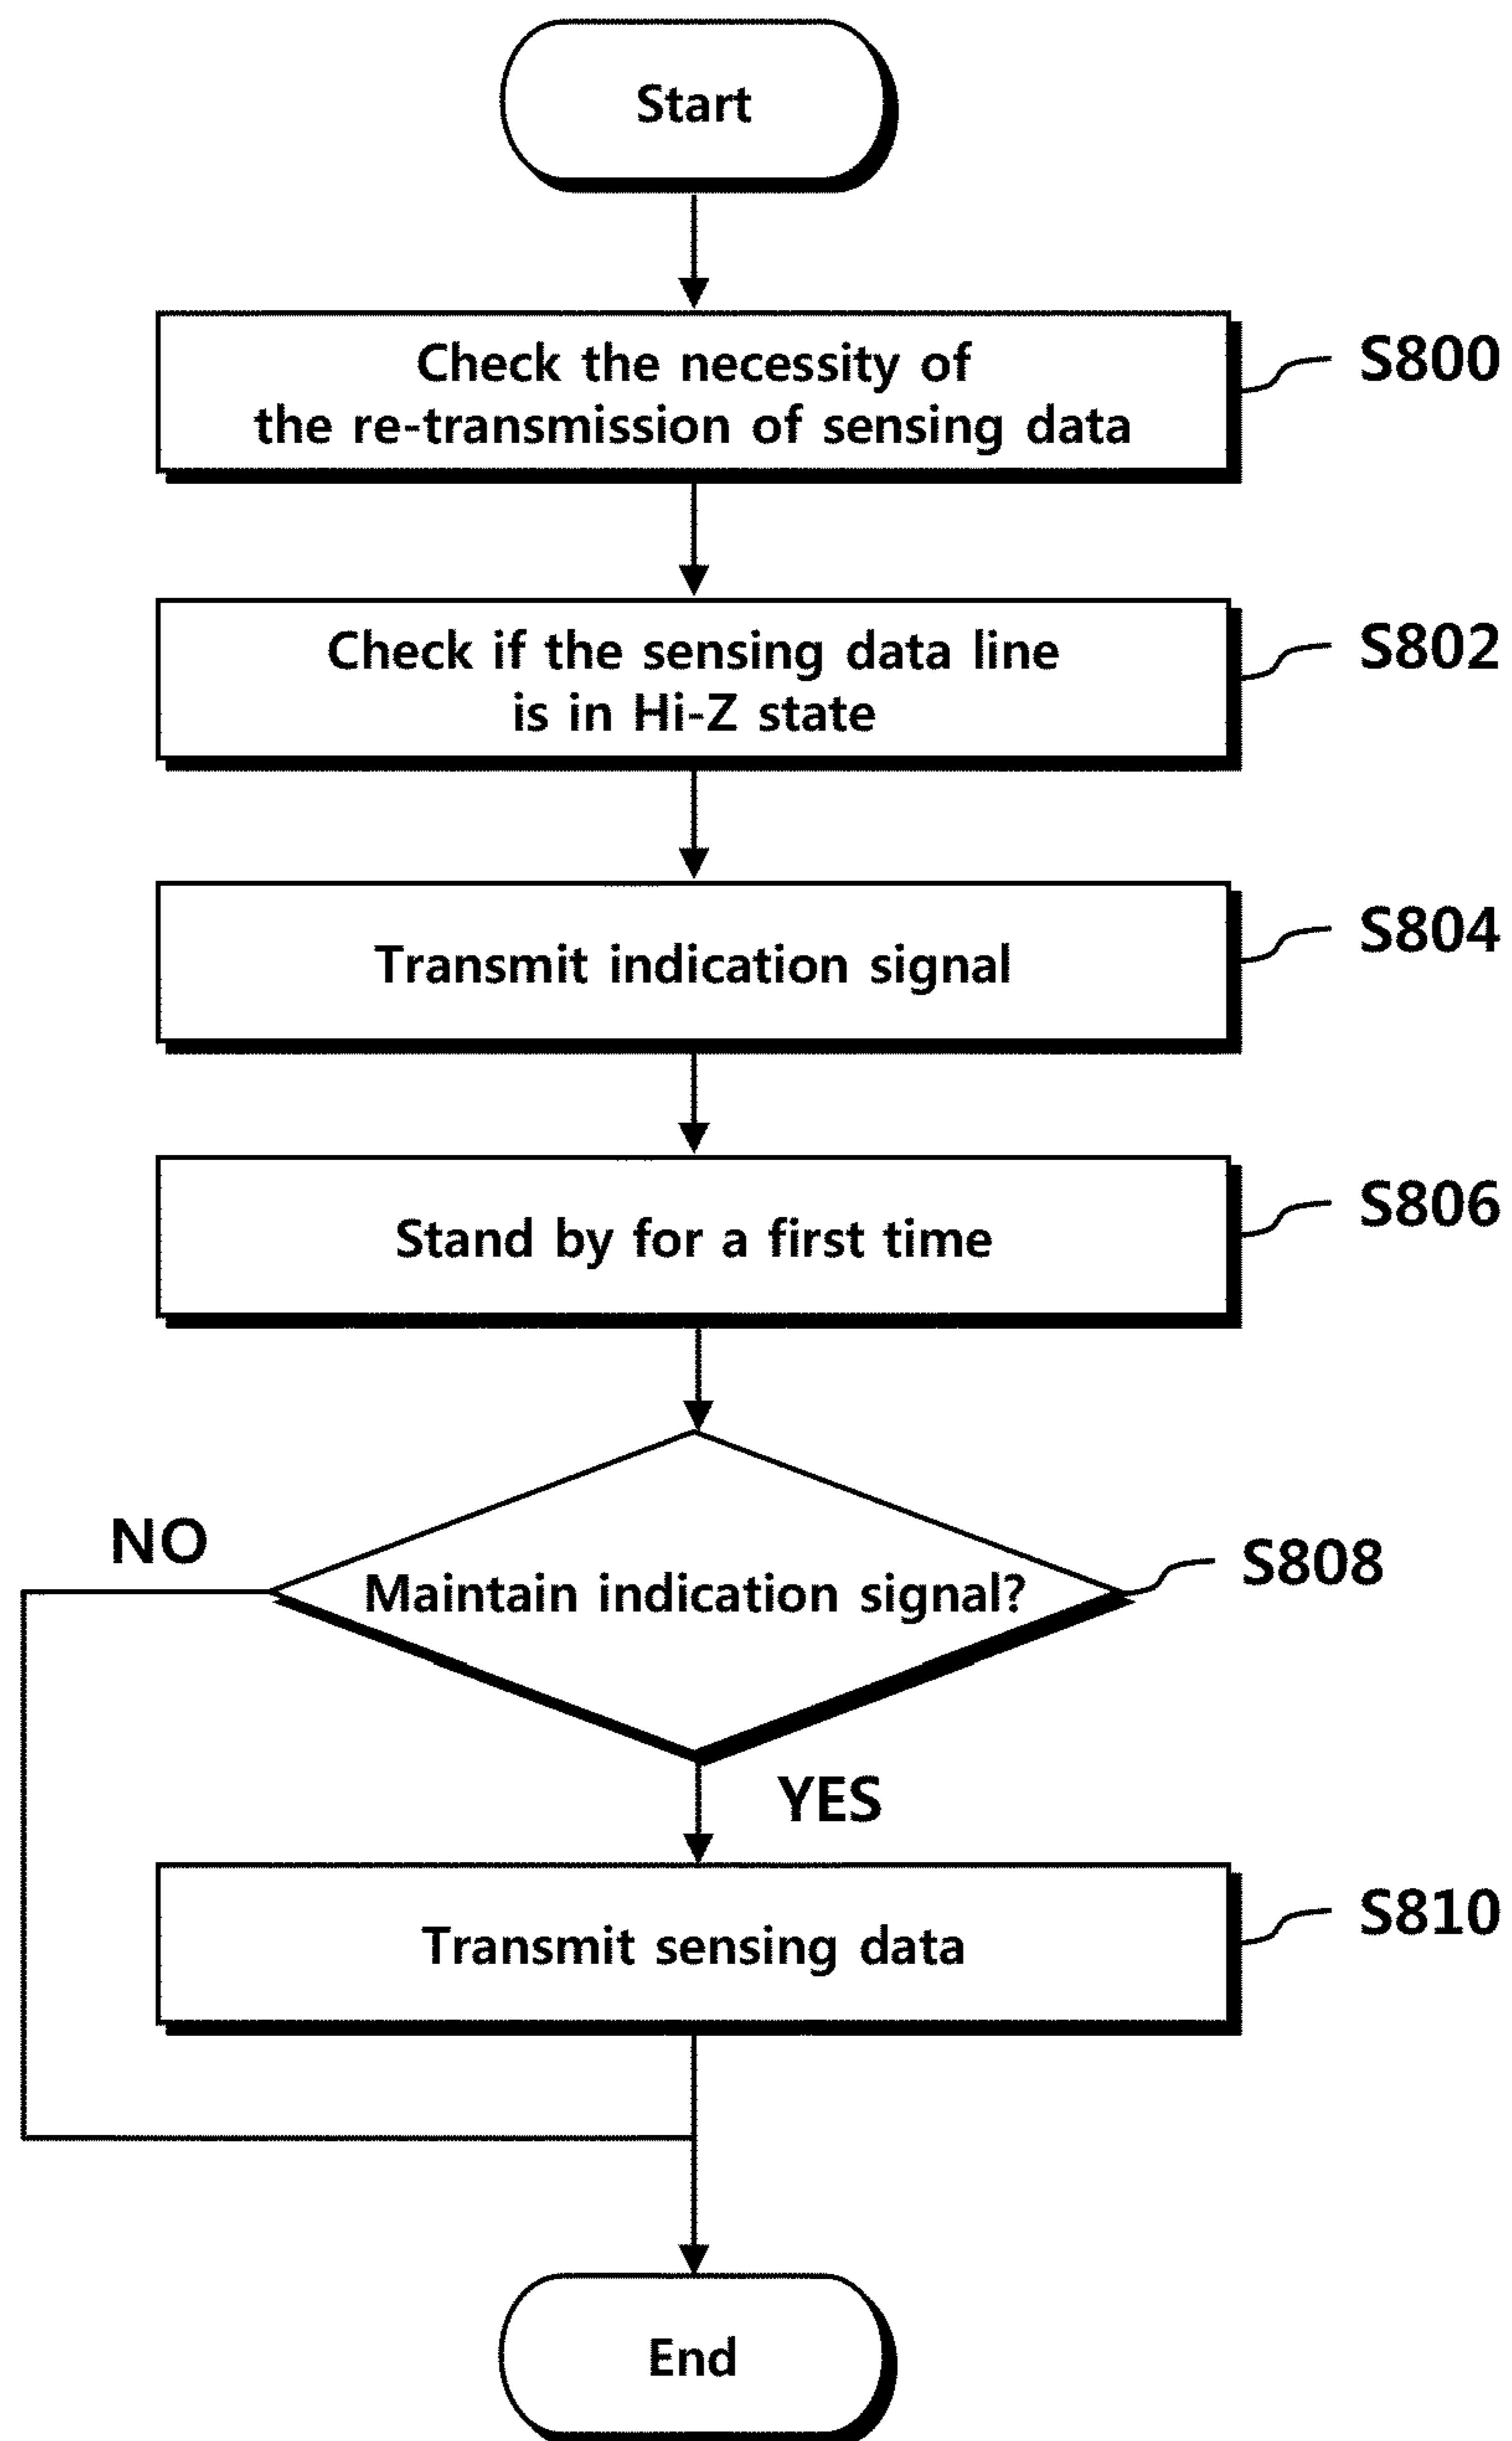 Start
Check the necessity of
the re-transmission of sensing data
S800
Check if the sensing data line
is in Hi-Z state
S802
Transmit indication signal
S804
Stand by for a first time
S806
NO
Maintain indication signal?
S808
YES
Transmit sensing data
S810
End